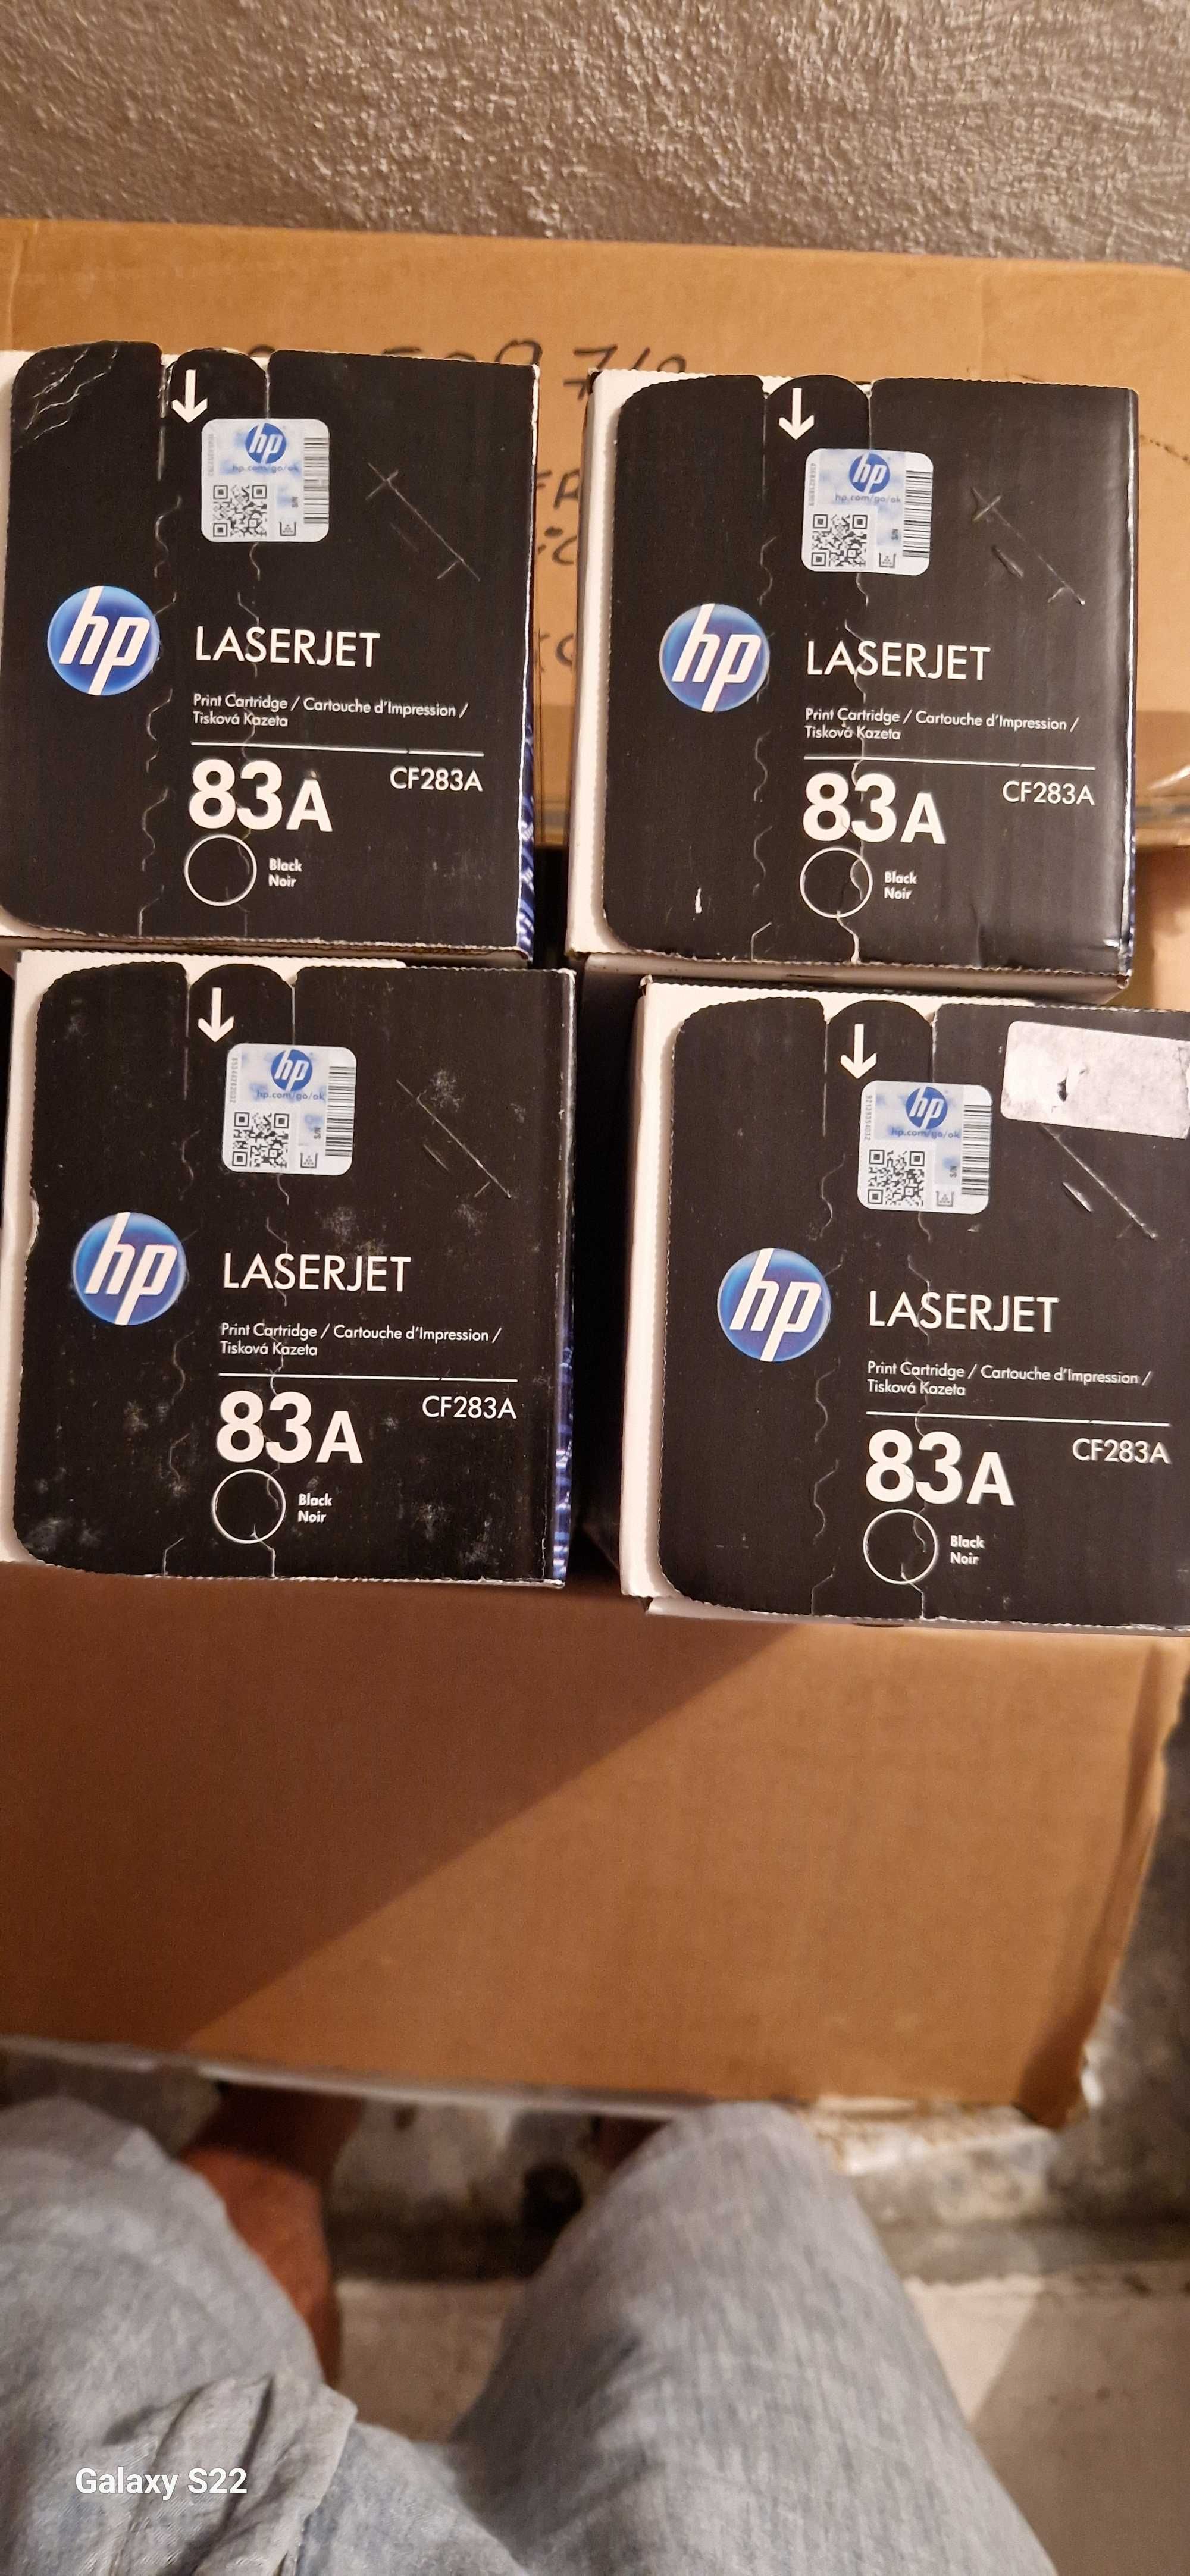 hp
hp.com/go/ok
S/N
hp
LASERJET
Print Cartridge / Cartouche d'Impression /
Tisková Kazeta
83A
CF283A
Black
Noir
hp
hp.com/go/ok
S/N
hp
LASERJET
Print Cartridge / Cartouche d'Impression /
Tisková Kazeta
83A
CF283A
Black
Noir
hp
hp.com/go/ok
S/N
hp
LASERJET
Print Cartridge / Cartouche d'Impression /
Tisková Kazeta
83A
CF283A
Black
Noir
hp
hp.com/go/ok
S/N
hp
LASERJET
Print Cartridge / Cartouche d'Impression /
Tisková Kazeta
83A
CF283A
Black
Noir
Galaxy S22